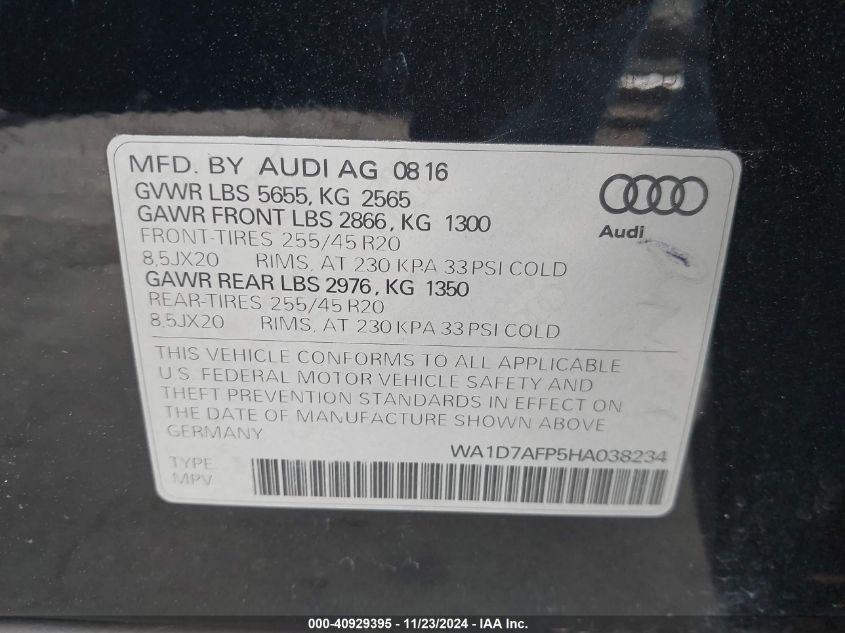 MFD. BY AUDI AG 08 16
GVWR LBS 5655, KG 2565
GAWR FRONT LBS 2866, KG 1300
FRONT-TIRES 255/45 R20
8,5JX20 RIMS, AT 230 KPA 33 PSI COLD
GAWR REAR LBS 2976, KG 1350
REAR-TIRES 255/45 R20
8,5JX20 RIMS, AT 230 KPA 33 PSI COLD
Audi
THIS VEHICLE CONFORMS TO ALL APPLICABLE
U.S. FEDERAL MOTOR VEHICLE SAFETY AND
THEFT PREVENTION STANDARDS IN EFFECT ON
THE DATE OF MANUFACTURE SHOWN ABOVE
GERMANY
WA1D7AFP5HA038234
TYPE
MPV
000-40929395 - 11/23/2024 - IAAI, Inc.